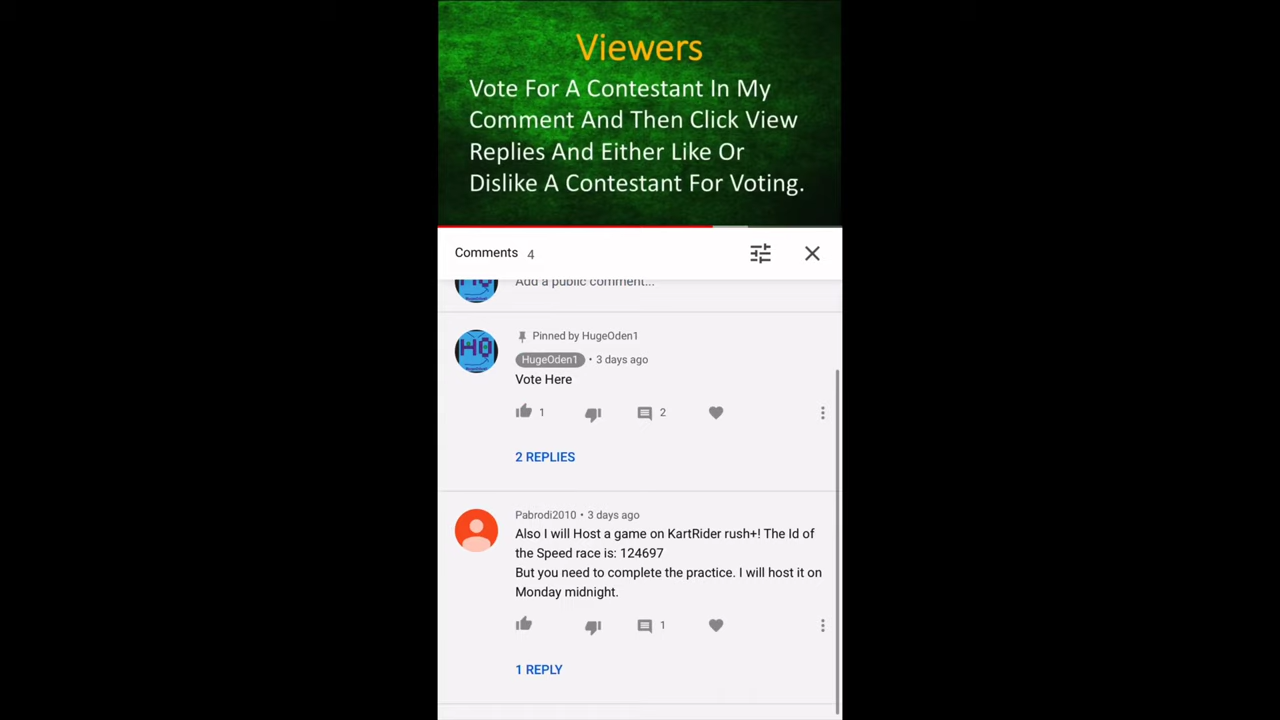 Viewers
Vote For A Contestant In My
Comment And Then Click View
Replies And Either Like Or
Dislike A Contestant For Voting.
Comments 4
Add a public comment...
Pinned by HugeOden1
HugeOden1 • 3 days ago
Vote Here
1 2
2 REPLIES
Pabrodi2010 • 3 days ago
Also I will Host a game on KartRider rush+! The Id of
the Speed race is: 124697
But you need to complete the practice. I will host it on
Monday midnight.
1
1 REPLY